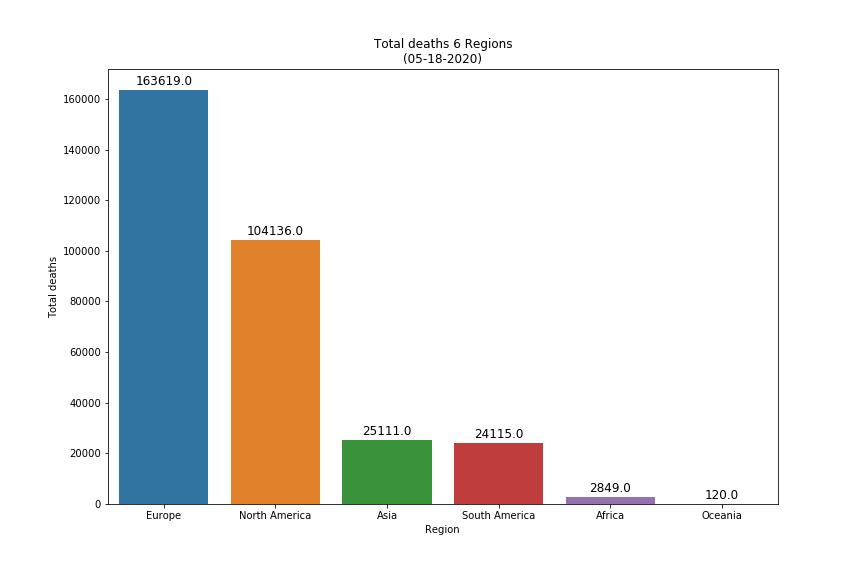 Total deaths 6 Regions
(05-18-2020)
163619.0
104136.0
25111.0
24115.0
2849.0
120.0
160000
140000
120000
100000
80000
60000
40000
20000
0
Total deaths
Europe
North America
Asia
South America
Africa
Oceania
Region